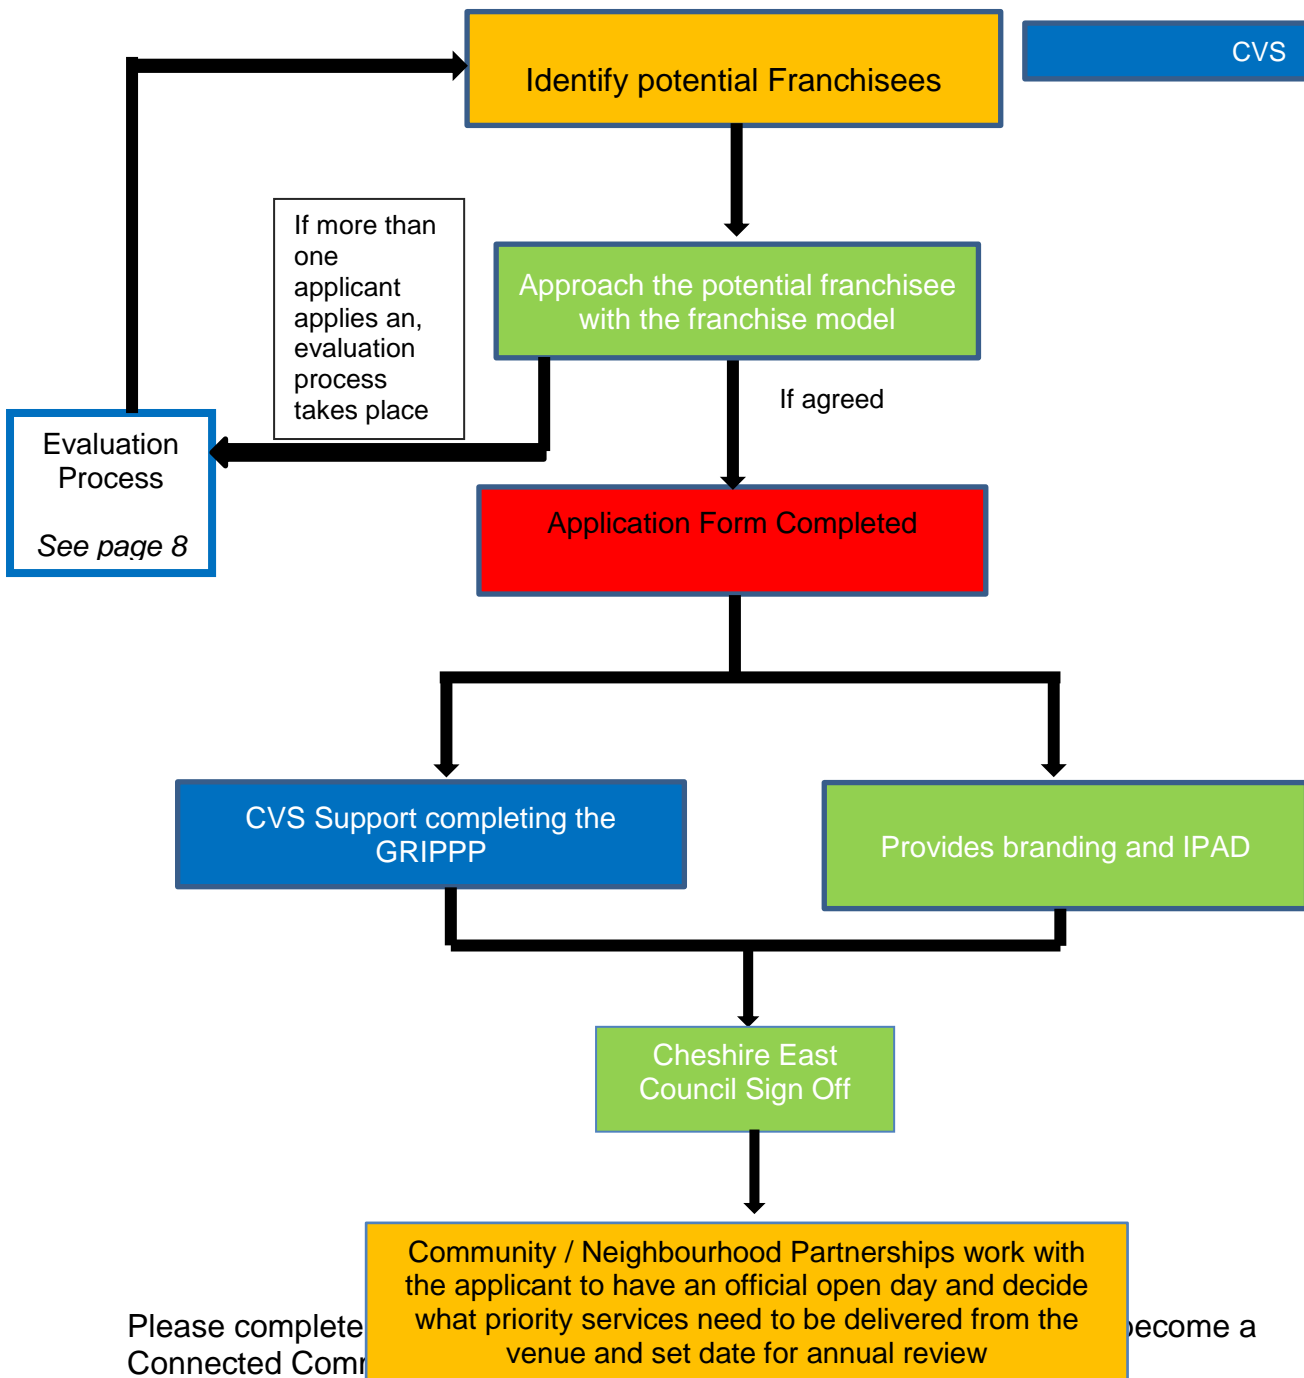 CVS
Identify potential Franchisees
If more than
one
applicant
applies an,
evaluation
process
takes place
Approach the potential franchisee
with the franchise model
If agreed
Evaluation
Process
See page 8
Application Form Completed
CVS Support completing the
GRIPPP
Provides branding and IPAD
Cheshire East
Council Sign Off
Community / Neighbourhood Partnerships work with
the applicant to have an official open day and decide
what priority services need to be delivered from the
venue and set date for annual review
Please complete become a
Connected